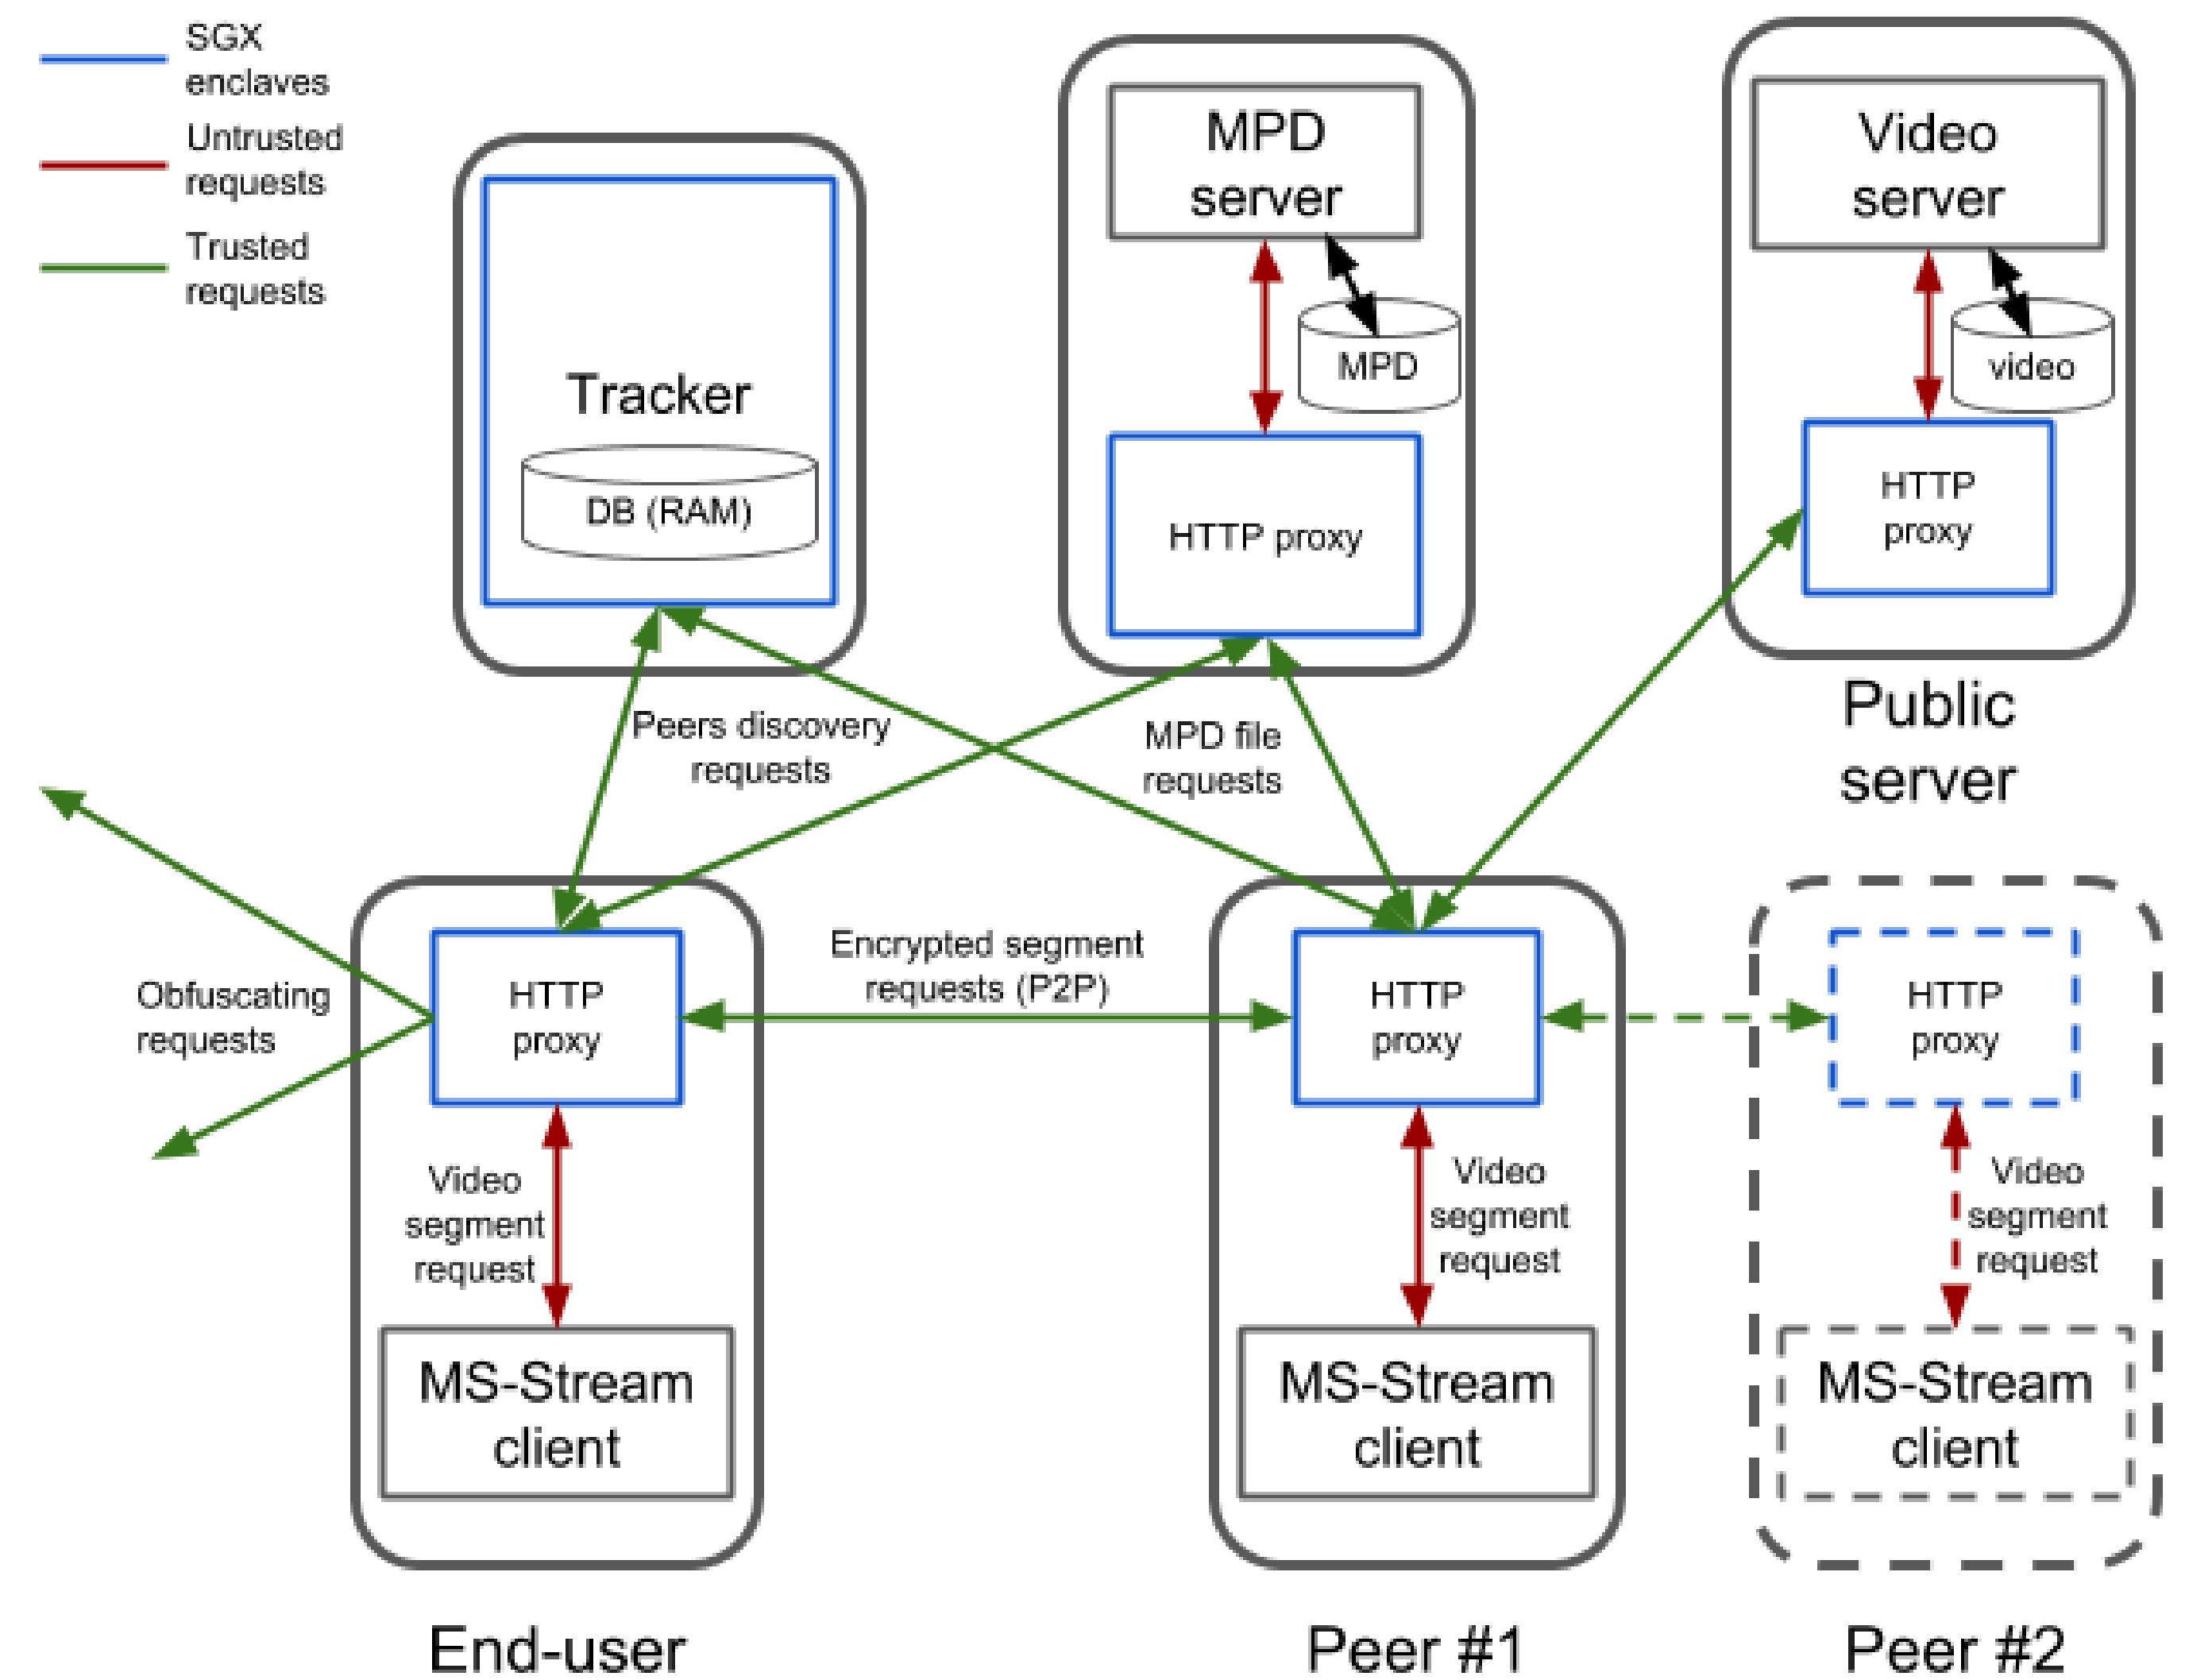 SGX
enclaves
Untrusted
requests
Trusted
requests
Tracker
DB (RAM)
MPD
server
MPD
HTTP proxy
Video
server
video
HTTP
proxy
Public
server
Peers discovery
requests
MPD file
requests
Obfuscating
requests
HTTP
proxy
Encrypted segment
requests (P2P)
HTTP
proxy
HTTP
proxy
Video
segment
request
Video
segment
request
Video
segment
request
MS-Stream
client
MS-Stream
client
MS-Stream
client
End-user
Peer #1
Peer #2